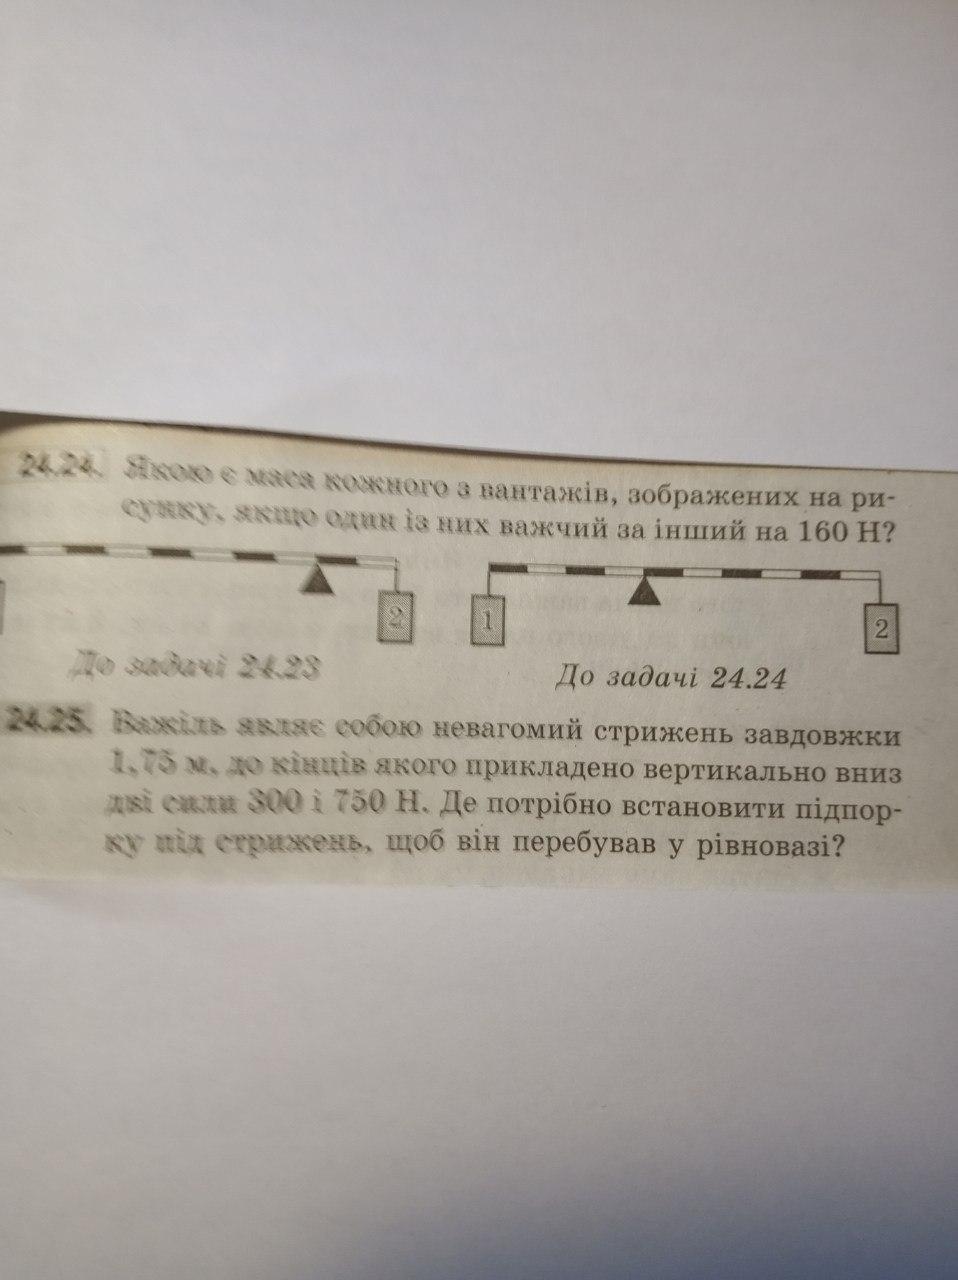 24.24. Якою є маса кожного з вантажів, зображених на ри-
сунку, якщо один із них важчий за інший на 160 Н?
2
1
2
До задачі 24.23
До задачі 24.24
24.25. Важіль являє собою невагомий стрижень завдовжки
1,75 м, до кінців якого прикладено вертикально вниз
дві сили 300 і 750 Н. Де потрібно встановити підпор-
ку під стрижень, щоб він перебував у рівновазі?